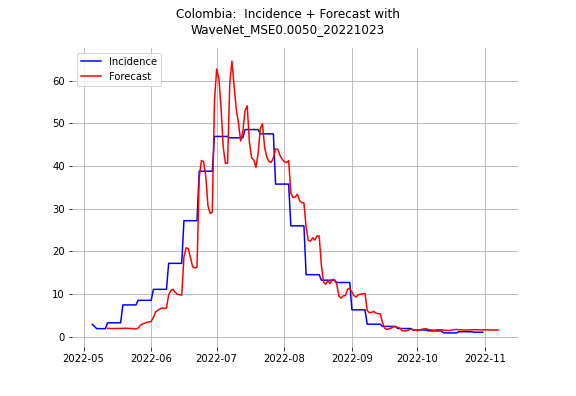 Colombia:  Incidence + Forecast with
WaveNet_MSE0.0050_20221023
Incidence
Forecast
60
50
40
30
20
10
0
2022-05 2022-06 2022-07 2022-08 2022-09 2022-10 2022-11